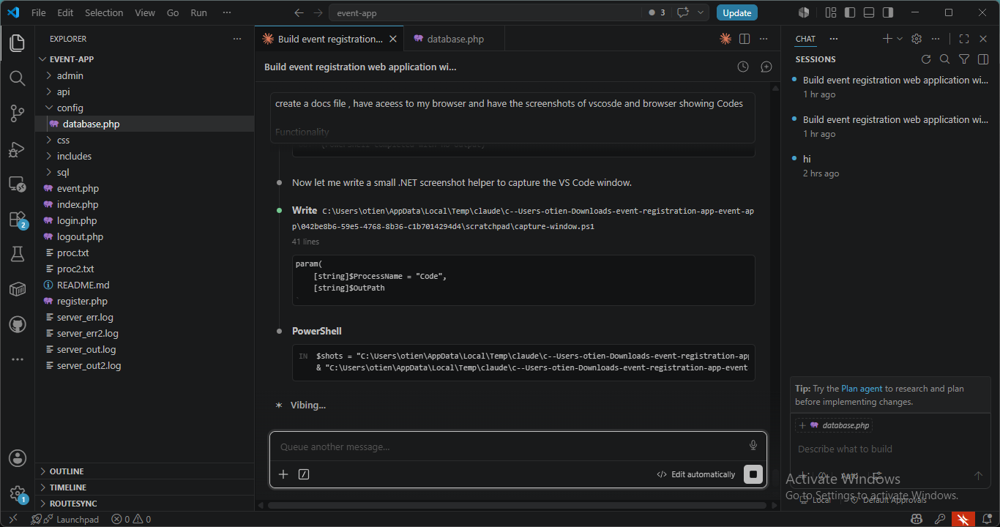 File Edit Selection View Go Run ···
event-app
3
Update
EXPLORER
EVENT-APP
admin
api
config
database.php
css
includes
sql
event.php
index.php
login.php
logout.php
proc.txt
proc2.txt
README.md
register.php
server_err.log
server_err2.log
server_out.log
server_out2.log
OUTLINE
TIMELINE
ROUTESYNC
2
1
Launchpad
0 0
Build event registration...
database.php
Build event registration web application wi...
create a docs file , have aceess to my browser and have the screenshots of vscosde and browser showing Codes
Functionality
Now let me write a small .NET screenshot helper to capture the VS Code window.
Write C:\Users\otien\AppData\Local\Temp\claude\c--Users-otien-Downloads-event-registration-app-event-ap
p\042be8b6-59e5-4768-8b36-c1b7014294d4\scratchpad\capture-window.ps1
41 lines
param(
[string]$ProcessName = "Code",
[string]$OutPath
PowerShell
IN $shots = "C:\Users\otien\AppData\Local\Temp\claude\c--Users-otien-Downloads-event-registration-ap
& "C:\Users\otien\AppData\Local\Temp\claude\c--Users-otien-Downloads-event-registration-app-event
Vibing...
Queue another message...
Edit automatically
CHAT
SESSIONS
Build event registration web application wi...
1 hr ago
Build event registration web application wi...
1 hr ago
hi
2 hrs ago
Tip: Try the Plan agent to research and plan
before implementing changes.
database.php
Describe what to build
Auto
Activate Windows
Go to Settings to activate Windows.
Local
Default Approvals